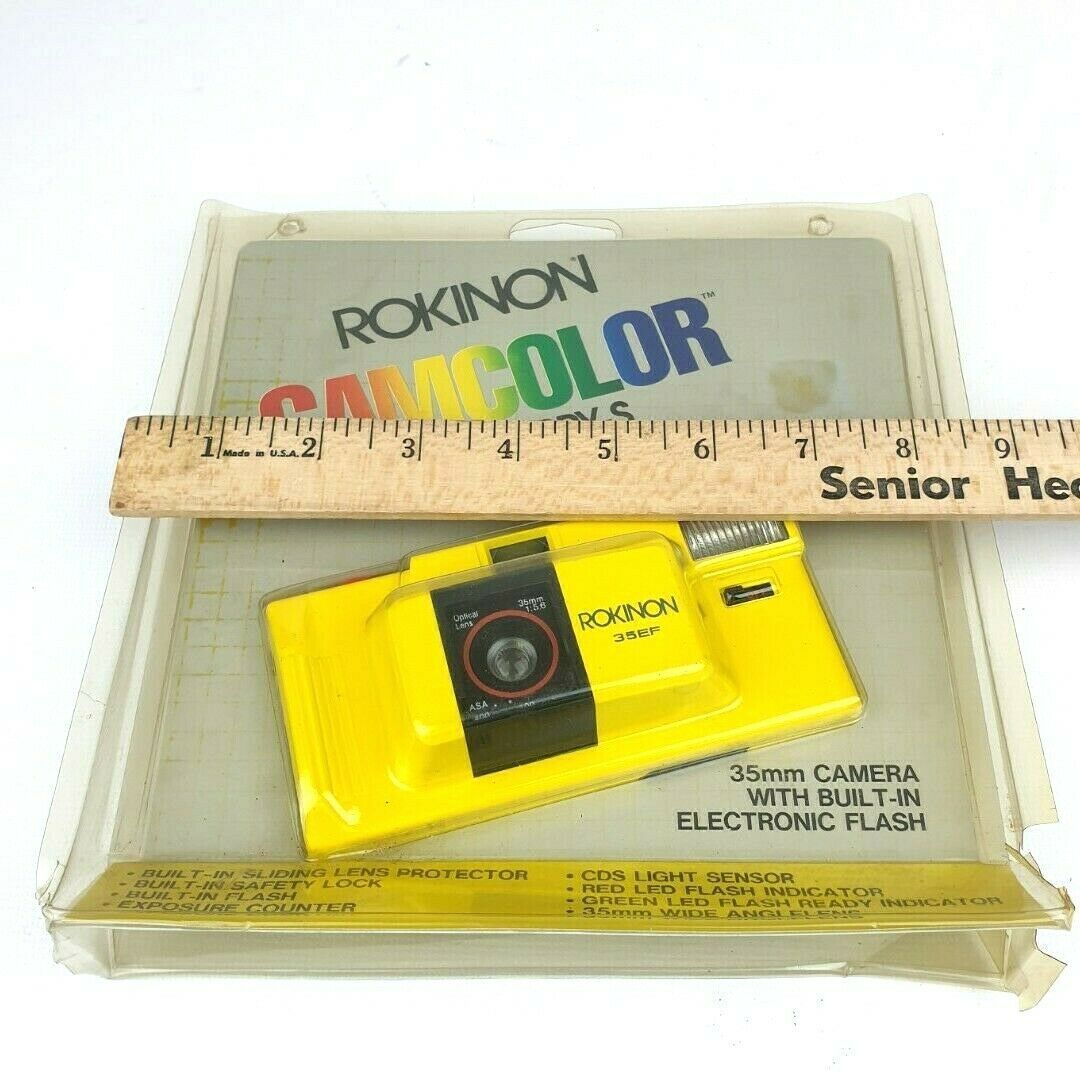 ROKINON®
CAMCOLOR™
S
1 2 3 4 5 6 7 8 9
Made in U.S.A.
Senior
35mm
1:5.6
Optical
Lens
ROKINON
35EF
ASA
400 100
35mm CAMERA
WITH BUILT-IN
ELECTRONIC FLASH
• BUILT-IN SLIDING LENS PROTECTOR
• BUILT-IN SAFETY LOCK
• BUILT-IN FLASH
• EXPOSURE COUNTER
• CDS LIGHT SENSOR
• RED LED FLASH INDICATOR
• GREEN LED FLASH READY INDICATOR
• 35mm WIDE ANGLE LENS